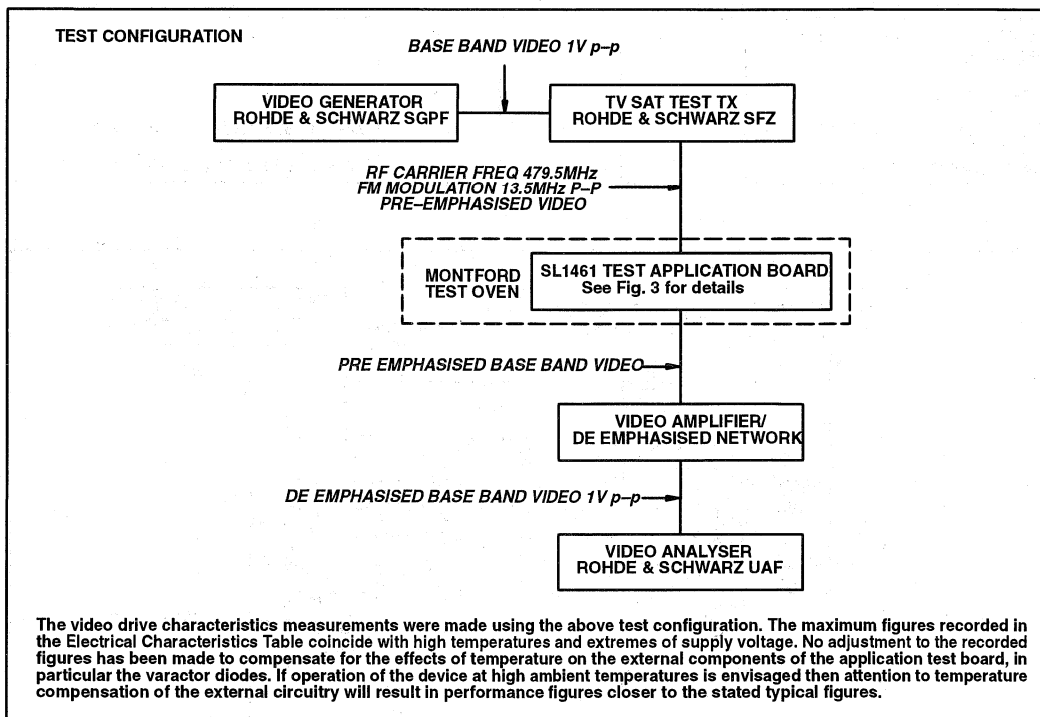 TEST CONFIGURATION
BASE BAND VIDEO 1V p–p
VIDEO GENERATOR
ROHDE & SCHWARZ SGPF
TV SAT TEST TX
ROHDE & SCHWARZ SFZ
RF CARRIER FREQ 479.5MHz
FM MODULATION 13.5MHz P–P
PRE–EMPHASISED VIDEO
MONTFORD
TEST OVEN
SL1461 TEST APPLICATION BOARD
See Fig. 3 for details
PRE EMPHASISED BASE BAND VIDEO
VIDEO AMPLIFIER/
DE EMPHASISED NETWORK
DE EMPHASISED BASE BAND VIDEO 1V p–p
VIDEO ANALYSER
ROHDE & SCHWARZ UAF
The video drive characteristics measurements were made using the above test configuration. The maximum figures recorded in
the Electrical Characteristics Table coincide with high temperatures and extremes of supply voltage. No adjustment to the recorded
figures has been made to compensate for the effects of temperature on the external components of the application test board, in
particular the varactor diodes. If operation of the device at high ambient temperatures is envisaged then attention to temperature
compensation of the external circuitry will result in performance figures closer to the stated typical figures.